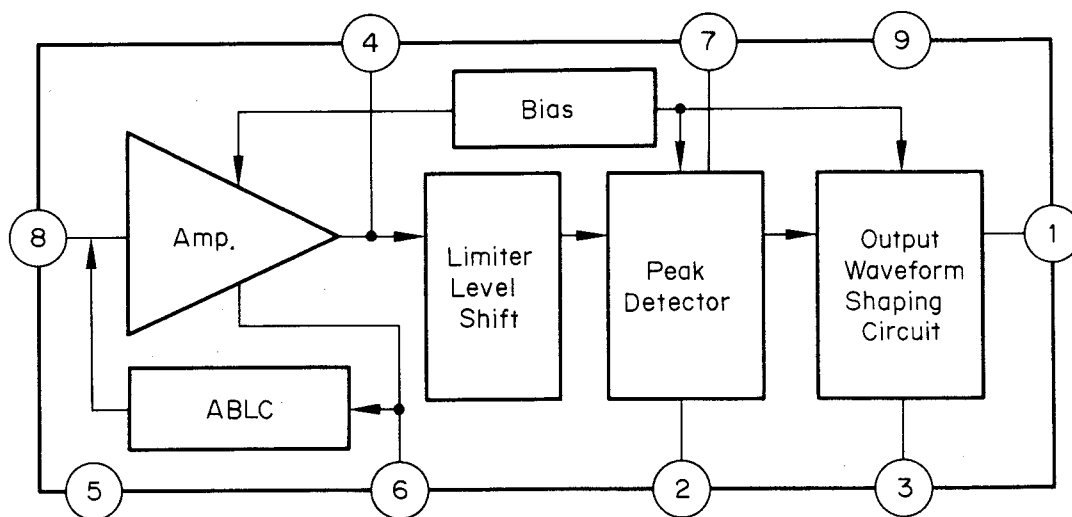 4
7
9
Bias
8
Amp.
Limiter
Level
Shift
Peak
Detector
Output
Waveform
Shaping
Circuit
1
ABLC
5
6
2
3